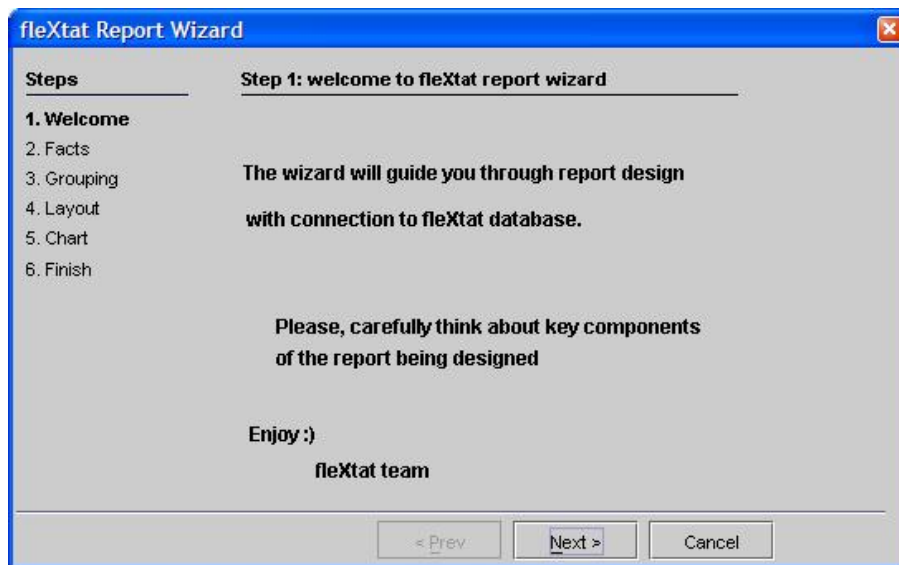 fleXtat Report Wizard
Steps
1. Welcome
2. Facts
3. Grouping
4. Layout
5. Chart
6. Finish
Step 1: welcome to fleXtat report wizard
The wizard will guide you through report design
with connection to fleXtat database.
Please, carefully think about key components
of the report being designed
Enjoy :)
fleXtat team
< Prev
Next >
Cancel